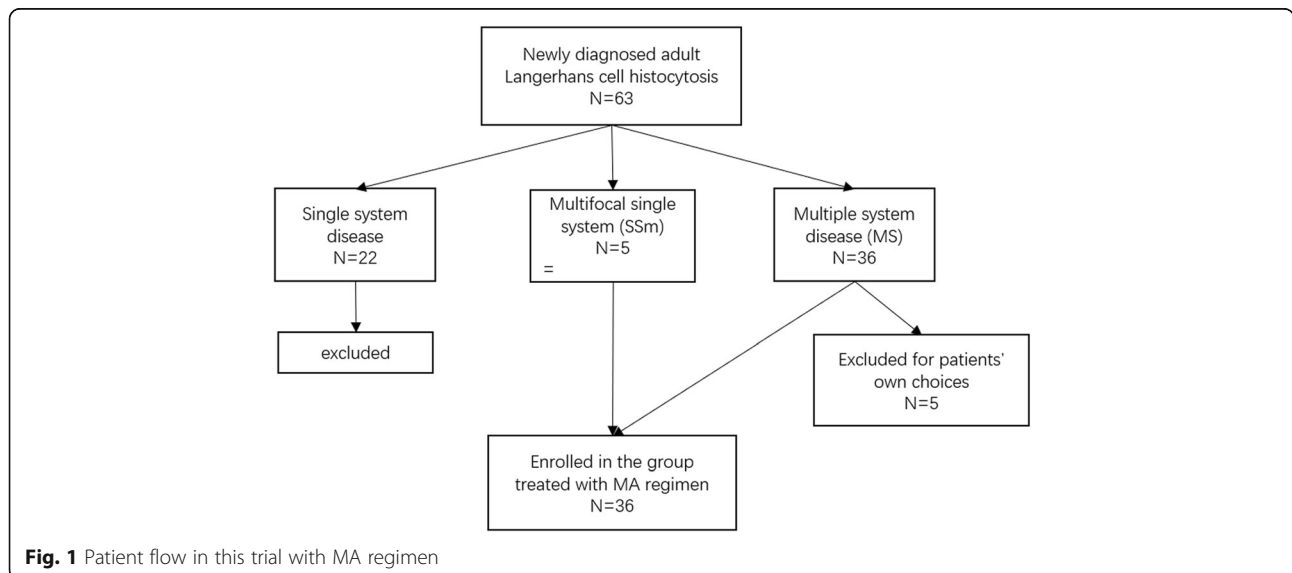 Newly diagnosed adult
Langerhans cell histocytosis
N=63
Single system
disease
N=22
Multifocal single
system (SSm)
N=5
=
Multiple system
disease (MS)
N=36
excluded
Excluded for patients’
own choices
N=5
Enrolled in the group
treated with MA regimen
N=36
Fig. 1 Patient flow in this trial with MA regimen